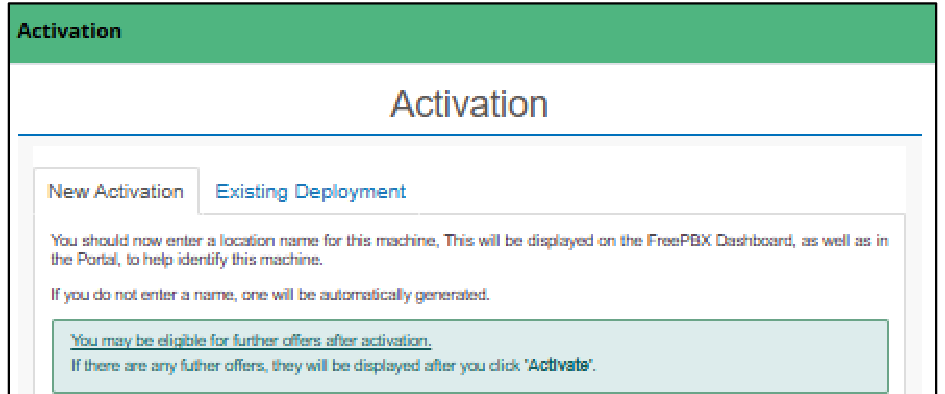 Activation
Activation
New Activation
Existing Deployment
You should now enter a location name for this machine, This will be displayed on the FreePBX Dashboard, as well as in
the Portal, to help identify this machine.
If you do not enter a name, one will be automatically generated.
You may be eligible for further offers after activation.
If there are any futher offers, they will be displayed after you click "Activate".